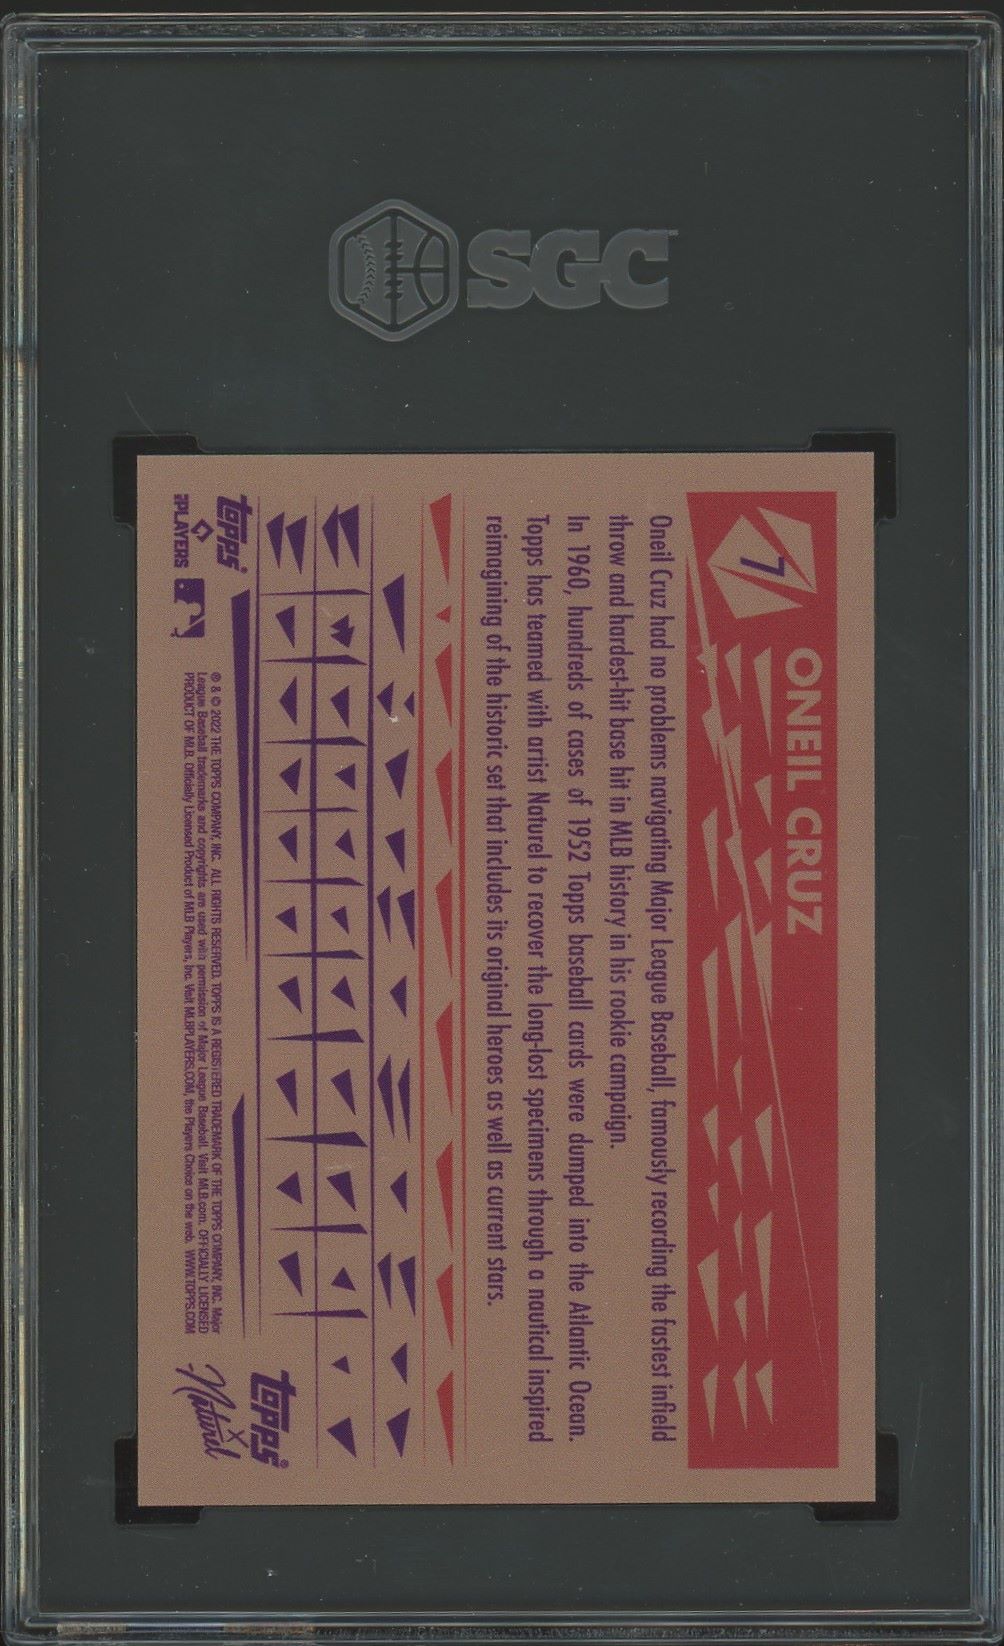 SGC
7
ONEIL CRUZ
Oneil Cruz had no problems navigating Major League Baseball, famously recording the fastest infield
throw and hardest-hit base hit in MLB history in his rookie campaign.
In 1960, hundreds of cases of 1952 Topps baseball cards were dumped into the Atlantic Ocean.
Topps has teamed with artist Naturel to recover the long-lost specimens through a nautical inspired
reimagining of the historic set that includes its original heroes as well as current stars.
topps
PLAYERS
® & © 2022 THE TOPPS COMPANY, INC. ALL RIGHTS RESERVED. TOPPS IS A REGISTERED TRADEMARK OF THE TOPPS COMPANY, INC. Major
League Baseball trademarks and copyrights are used with permission of Major League Baseball. Visit MLB.com. OFFICIALLY LICENSED
PRODUCT OF MLB. Officially Licensed Product of MLB Players, Inc. Visit MLBPLAYERS.COM, the Players Choice on the web. WWW.TOPPS.COM
topps®
X
Naturel